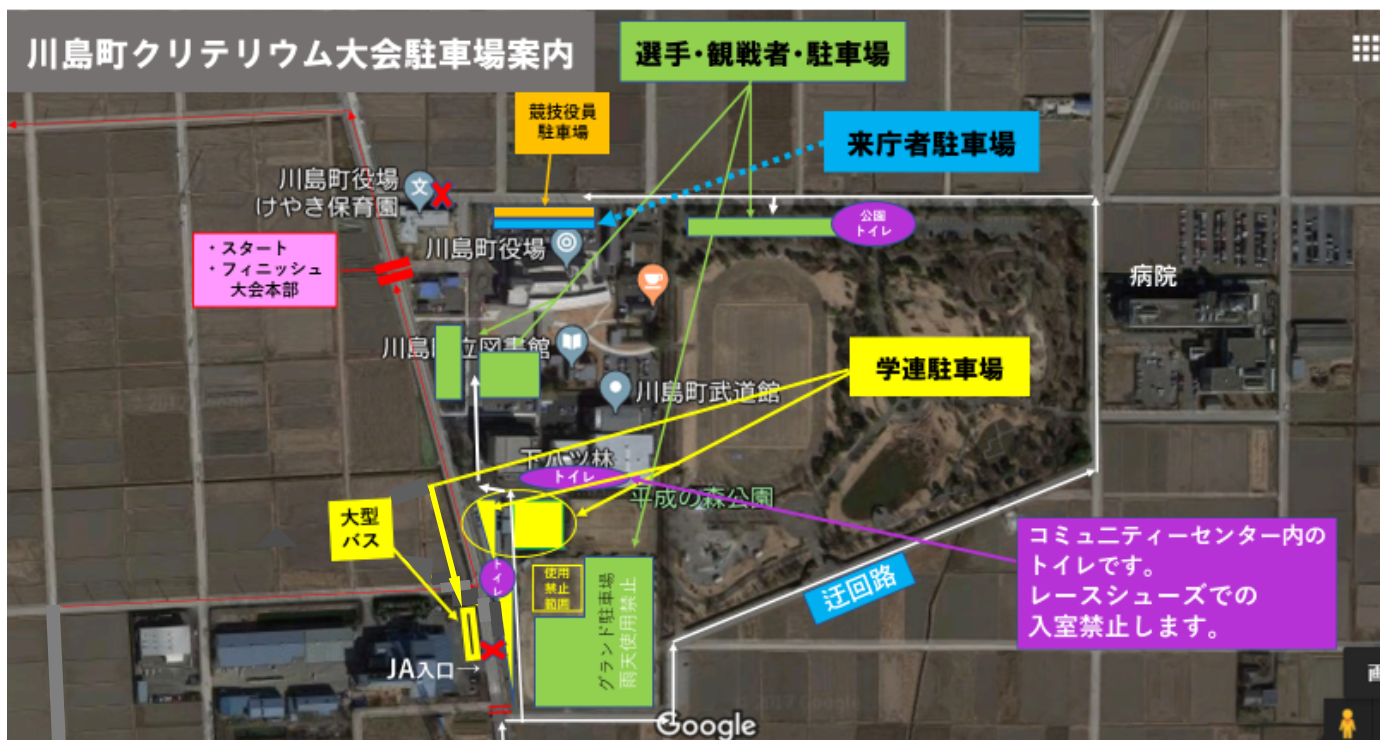 川島町クリテリウム大会駐車場案内
選手・観戦者・駐車場
競技役員
駐車場
来庁者駐車場
川島町役場
けやき保育園
文
公園
トイレ
・スタート
・フィニッシュ
大会本部
川島町役場
病院
川島町立図書館
学連駐車場
川島町武道館
下八ツ林
トイレ
平成の森公園
大型
バス
コミュニティーセンター内の
トイレです。
レースシューズでの
入室禁止します。
トイレ
使用
禁止
範囲
グランド駐車場
雨天使用禁止
迂回路
JA入口→
Google
画